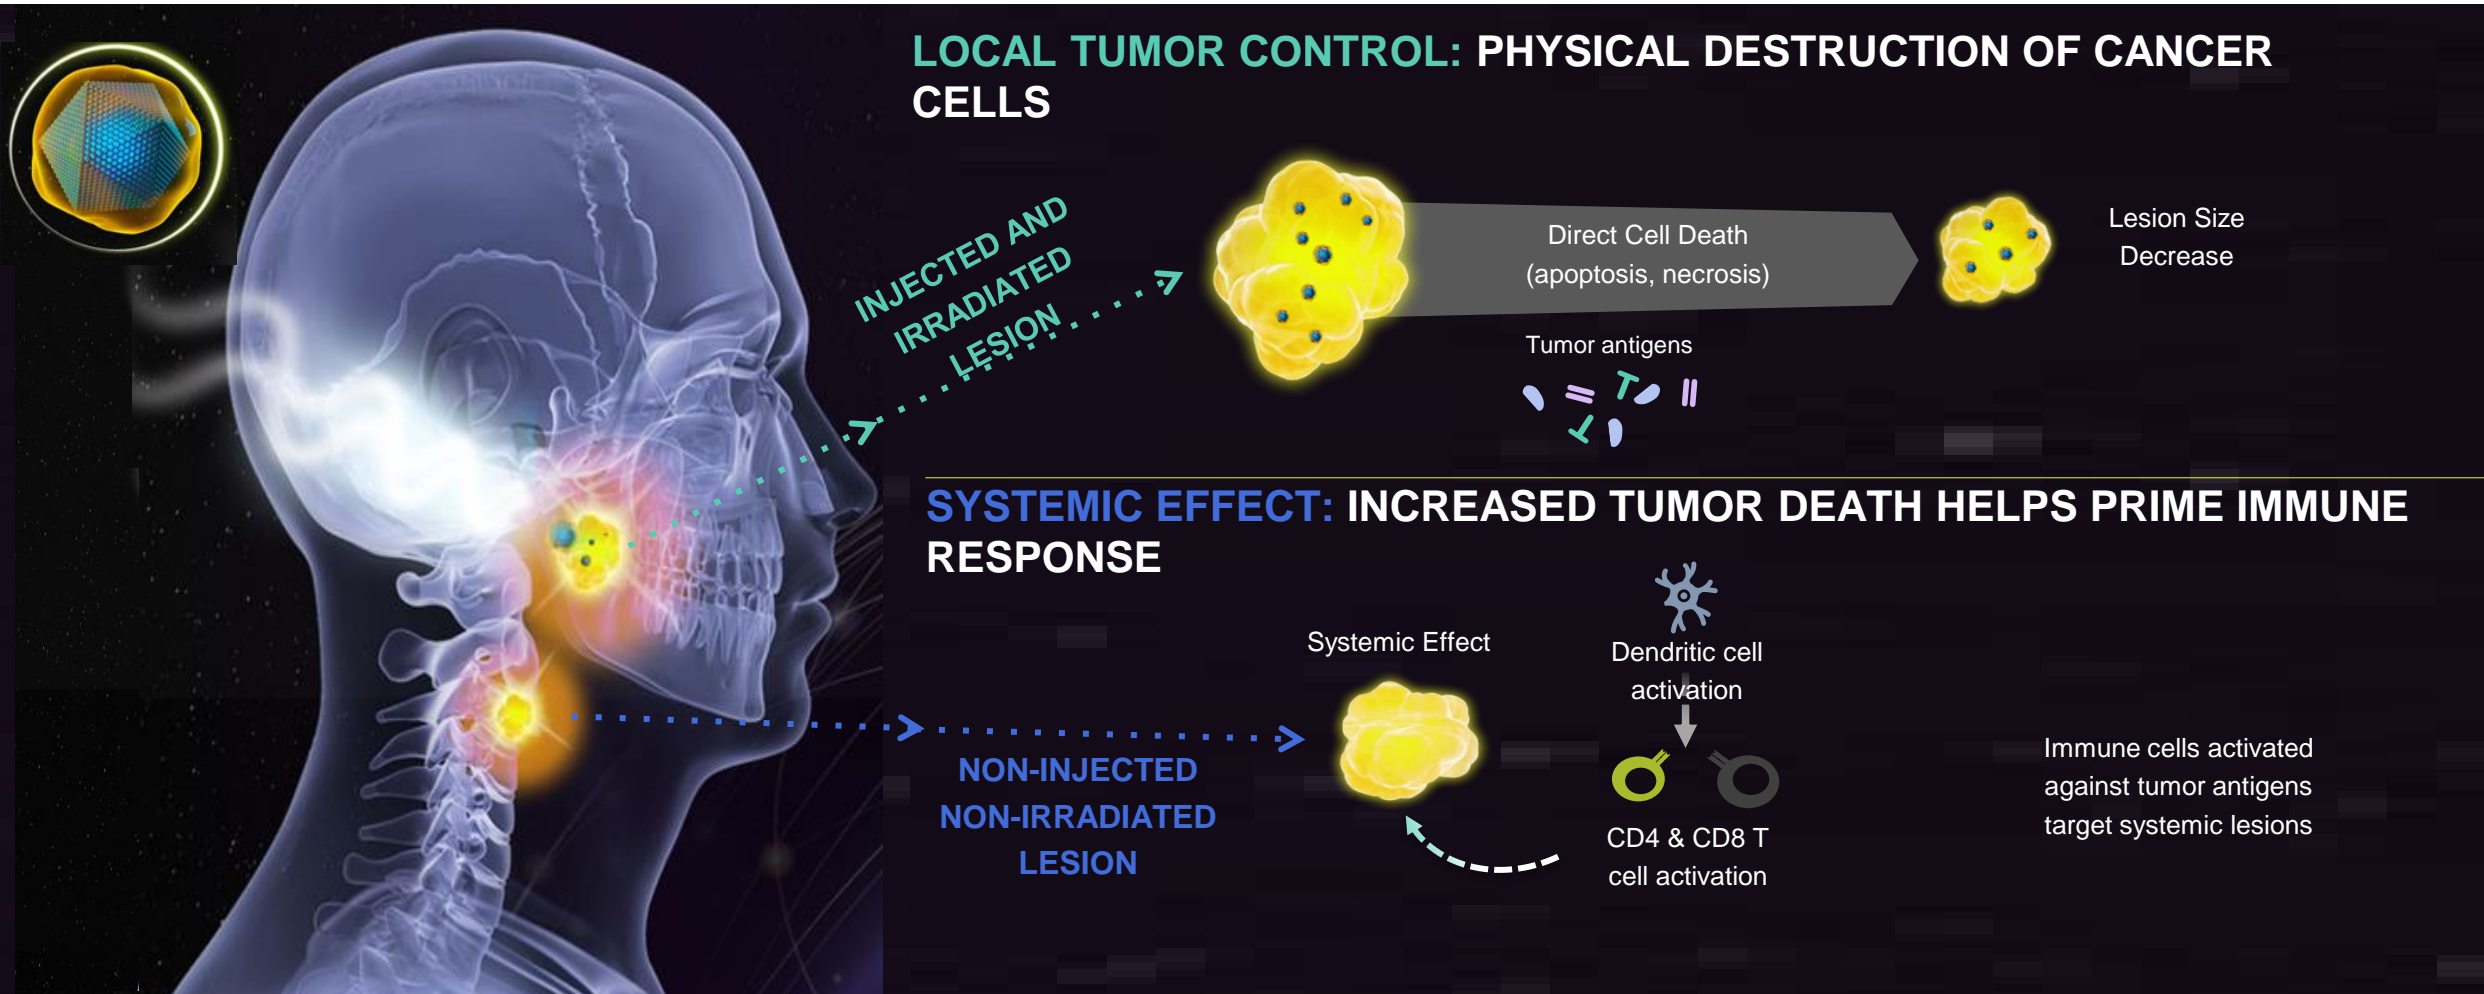 LOCAL TUMOR CONTROL: PHYSICAL DESTRUCTION OF CANCER
CELLS
INJECTED AND
IRRADIATED
LESION
Direct Cell Death
(apoptosis, necrosis)
Lesion Size
Decrease
Tumor antigens
SYSTEMIC EFFECT: INCREASED TUMOR DEATH HELPS PRIME IMMUNE
RESPONSE
Systemic Effect
Dendritic cell
activation
NON-INJECTED
NON-IRRADIATED
LESION
CD4 & CD8 T
cell activation
Immune cells activated
against tumor antigens
target systemic lesions